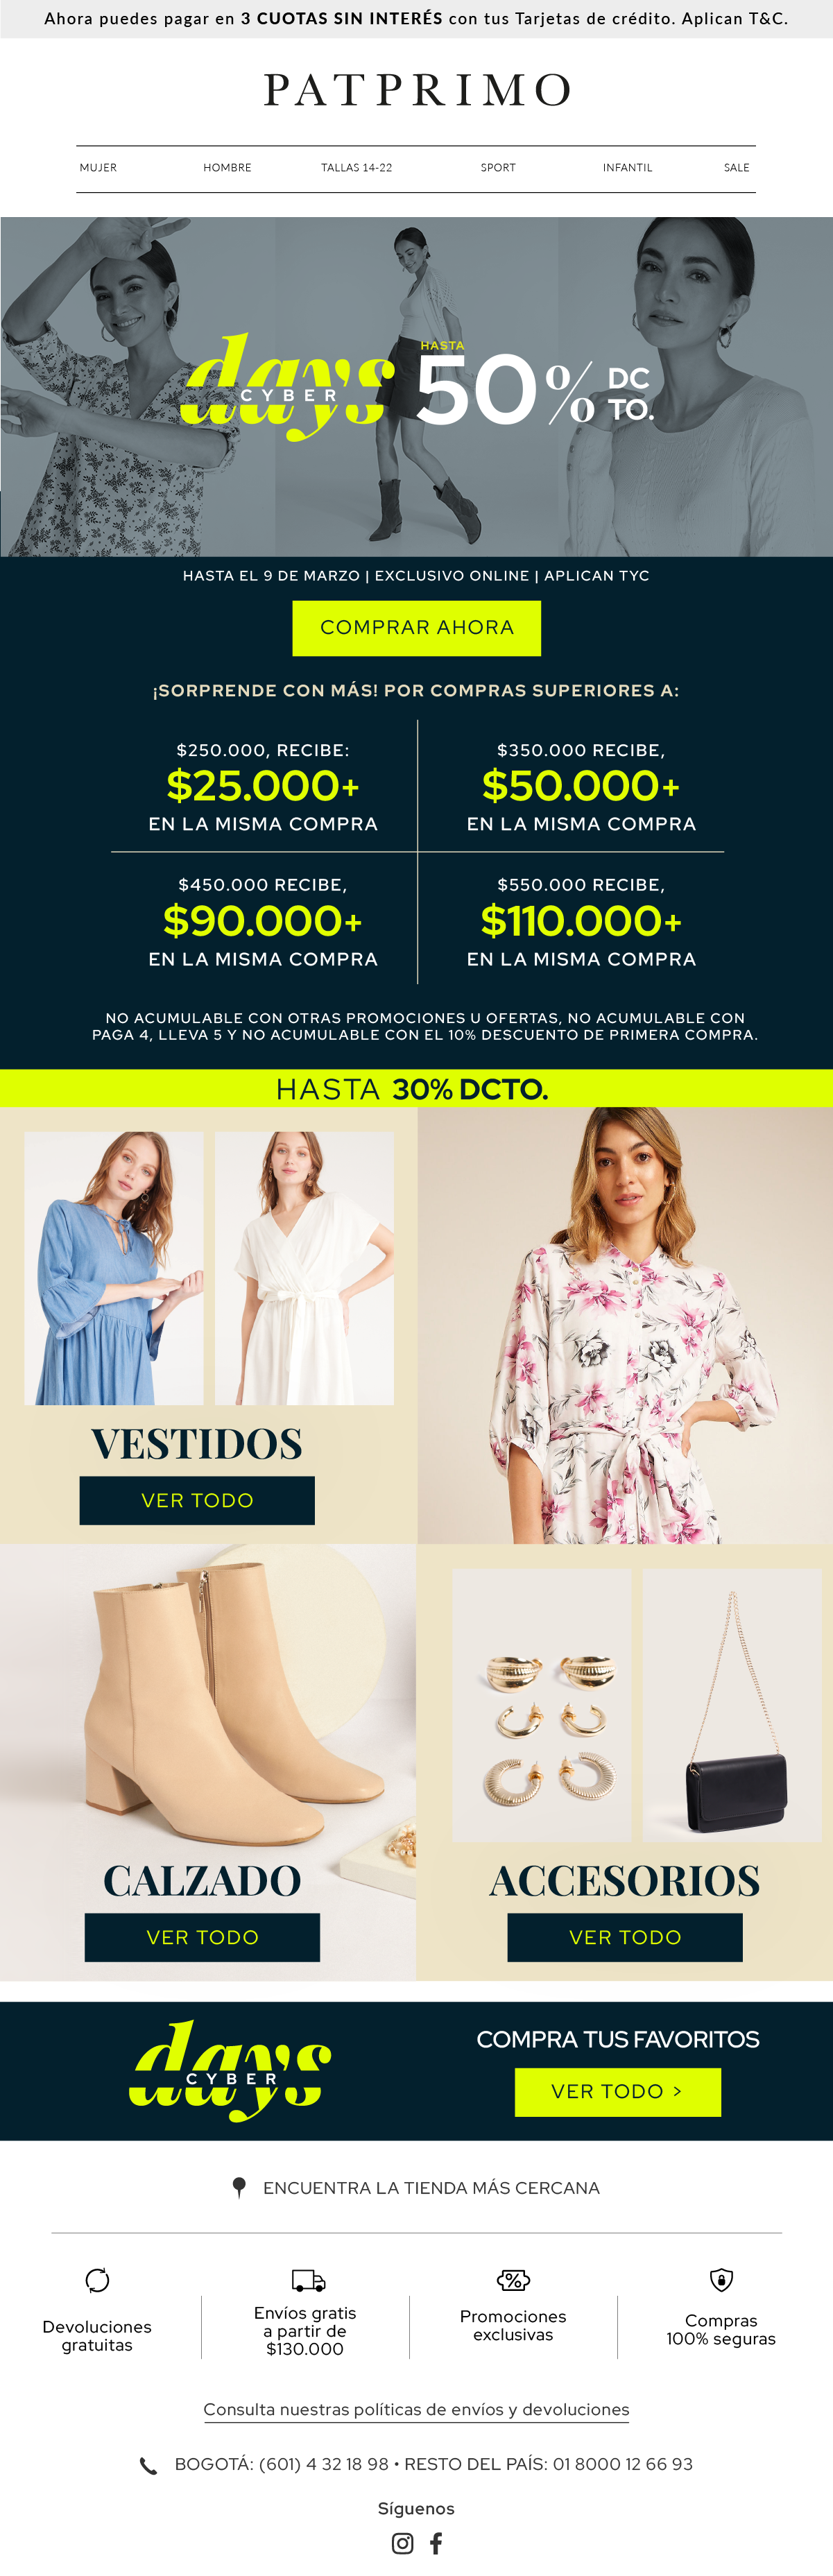 Ahora puedes pagar en 3 CUOTAS SIN INTERÉS con tus Tarjetas de crédito. Aplican T&C.
PATPRIMO
MUJER HOMBRE TALLAS 14-22 SPORT INFANTIL SALE
days
CYBER
HASTA
50% DC
TO.
HASTA EL 9 DE MARZO | EXCLUSIVO ONLINE | APLICAN TYC
COMPRAR AHORA
¡SORPRENDE CON MÁS! POR COMPRAS SUPERIORES A:
$250.000, RECIBE:
$25.000+
EN LA MISMA COMPRA
$350.000 RECIBE,
$50.000+
EN LA MISMA COMPRA
$450.000 RECIBE,
$90.000+
EN LA MISMA COMPRA
$550.000 RECIBE,
$110.000+
EN LA MISMA COMPRA
NO ACUMULABLE CON OTRAS PROMOCIONES U OFERTAS, NO ACUMULABLE CON
PAGA 4, LLEVA 5 Y NO ACUMULABLE CON EL 10% DESCUENTO DE PRIMERA COMPRA.
HASTA 30% DCTO.
VESTIDOS
VER TODO
CALZADO
VER TODO
ACCESORIOS
VER TODO
days
CYBER
COMPRA TUS FAVORITOS
VER TODO >
ENCUENTRA LA TIENDA MÁS CERCANA
Devoluciones
gratuitas
Envíos gratis
a partir de
$130.000
Promociones
exclusivas
Compras
100% seguras
Consulta nuestras políticas de envíos y devoluciones
BOGOTÁ: (601) 4 32 18 98 • RESTO DEL PAÍS: 01 8000 12 66 93
Síguenos